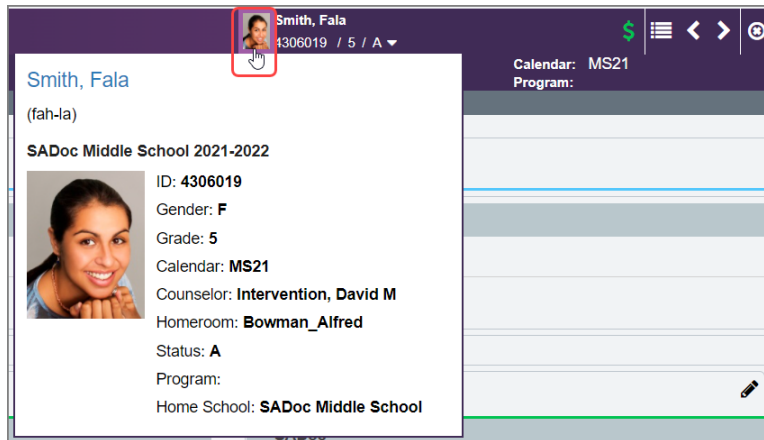 Smith, Fala
4306019 / 5 / A
$
Calendar: MS21
Program:
Smith, Fala
(fah-la)
SADoc Middle School 2021-2022
ID: 4306019
Gender: F
Grade: 5
Calendar: MS21
Counselor: Intervention, David M
Homeroom: Bowman_Alfred
Status: A
Program:
Home School: SADoc Middle School